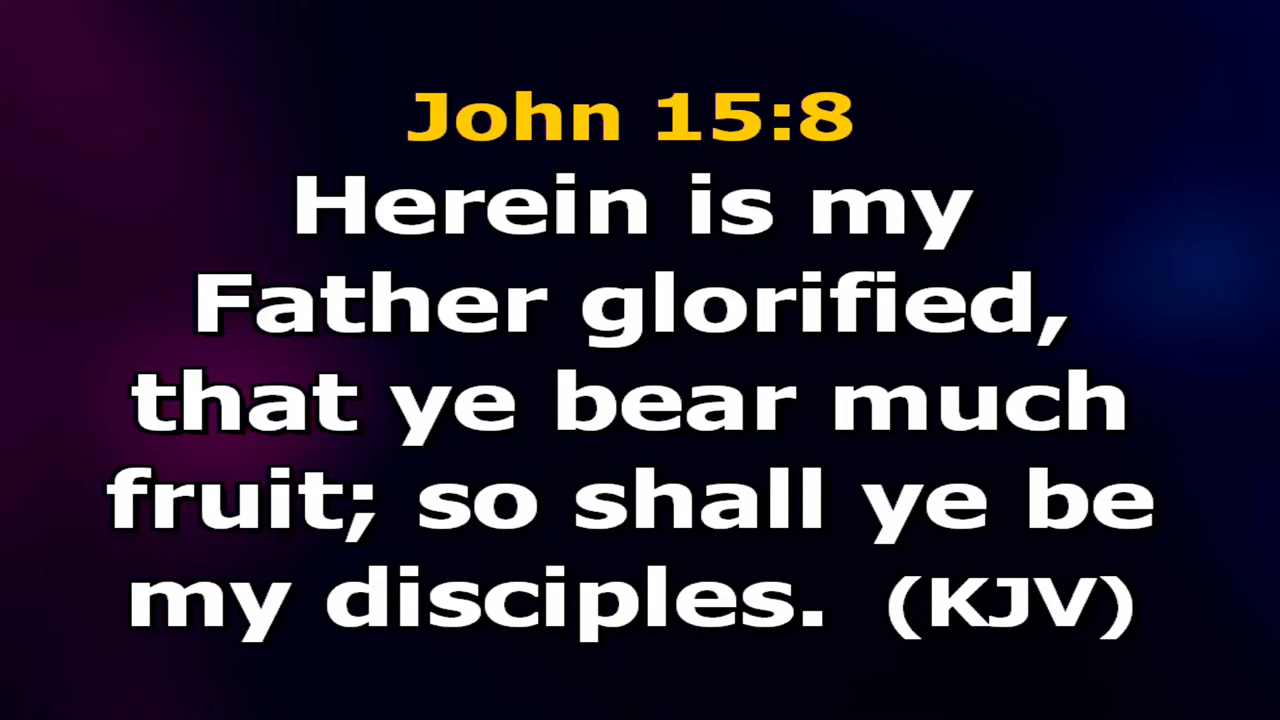 John 15:8
Herein is my
Father glorified,
that ye bear much
fruit; so shall ye be
my disciples. (KJV)